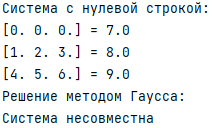 Система с нулевой строкой:
[0. 0. 0.] = 7.0
[1. 2. 3.] = 8.0
[4. 5. 6.] = 9.0
Решение методом Гаусса:
Система несовместна